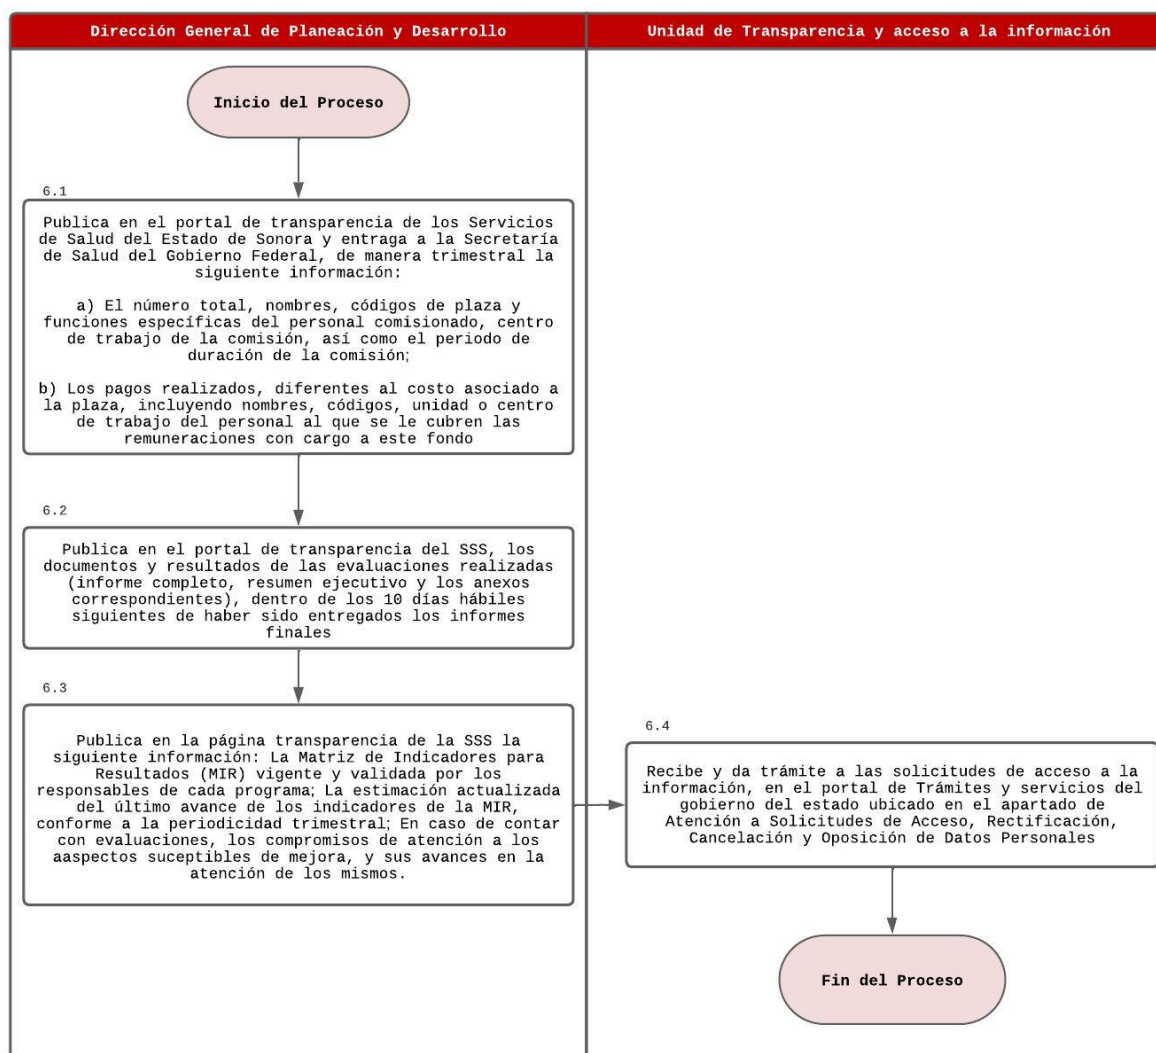 Dirección General de Planeación y Desarrollo
Unidad de Transparencia y acceso a la información
Inicio del Proceso
6.1
Publica en el portal de transparencia de los Servicios
de Salud del Estado de Sonora y entraga a la Secretaría
de Salud del Gobierno Federal, de manera trimestral la
siguiente información:
a) El número total, nombres, códigos de plaza y
funciones específicas del personal comisionado, centro
de trabajo de la comisión, así como el periodo de
duración de la comisión;
b) Los pagos realizados, diferentes al costo asociado a
la plaza, incluyendo nombres, códigos, unidad o centro
de trabajo del personal al que se le cubren las
remuneraciones con cargo a este fondo
6.2
Publica en el portal de transparencia del SSS, los
documentos y resultados de las evaluaciones realizadas
(informe completo, resumen ejecutivo y los anexos
correspondientes), dentro de los 10 días hábiles
siguientes de haber sido entregados los informes
finales
6.3
Publica en la página transparencia de la SSS la
siguiente información: La Matriz de Indicadores para
Resultados (MIR) vigente y validada por los
responsables de cada programa; La estimación actualizada
del último avance de los indicadores de la MIR,
conforme a la periodicidad trimestral; En caso de contar
con evaluaciones, los compromisos de atención a los
aaspectos suceptibles de mejora, y sus avances en la
atención de los mismos.
6.4
Recibe y da trámite a las solicitudes de acceso a la
información, en el portal de Trámites y servicios del
gobierno del estado ubicado en el apartado de
Atención a Solicitudes de Acceso, Rectificación,
Cancelación y Oposición de Datos Personales
Fin del Proceso